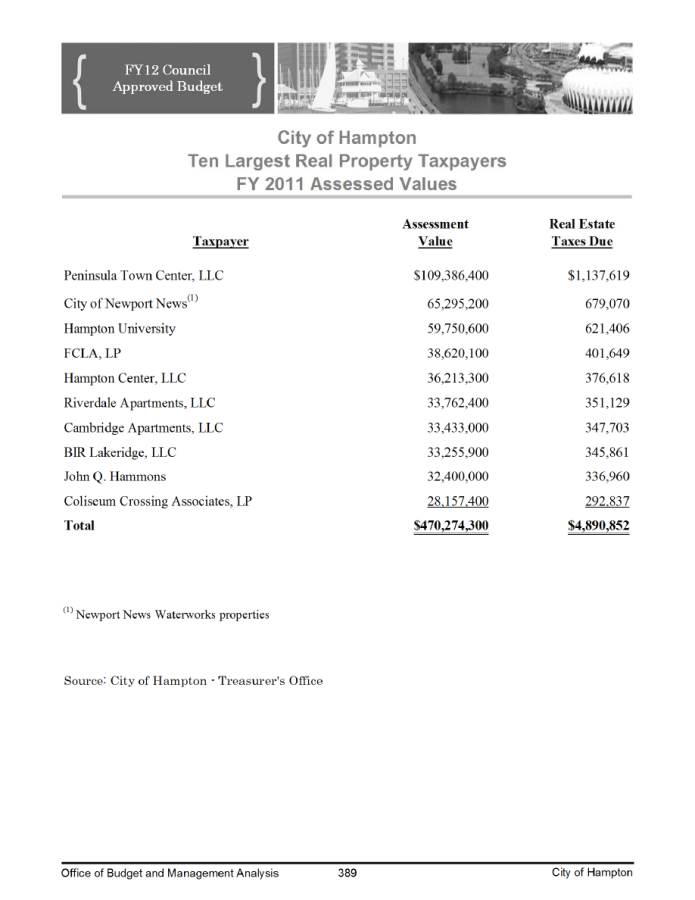 FY12 Council
Approved Budget
City of Hampton
Ten Largest Real Property Taxpayers
FY 2011 Assessed Values
Taxpayer Assessment Value Real Estate Taxes Due
Peninsula Town Center, LLC $109,386,400 $1,137,619
City of Newport News(1) 65,295,200 679,070
Hampton University 59,750,600 621,406
FCLA, LP 38,620,100 401,649
Hampton Center, LLC 36,213,300 376,618
Riverdale Apartments, LLC 33,762,400 351,129
Cambridge Apartments, LLC 33,433,000 347,703
BIR Lakeridge, LLC 33,255,900 345,861
John Q. Hammons 32,400,000 336,960
Coliseum Crossing Associates, LP 28,157,400 292,837
Total $470,274,300 $4,890,852
(1) Newport News Waterworks properties
Source: City of Hampton - Treasurer's Office
Office of Budget and Management Analysis 389 City of Hampton